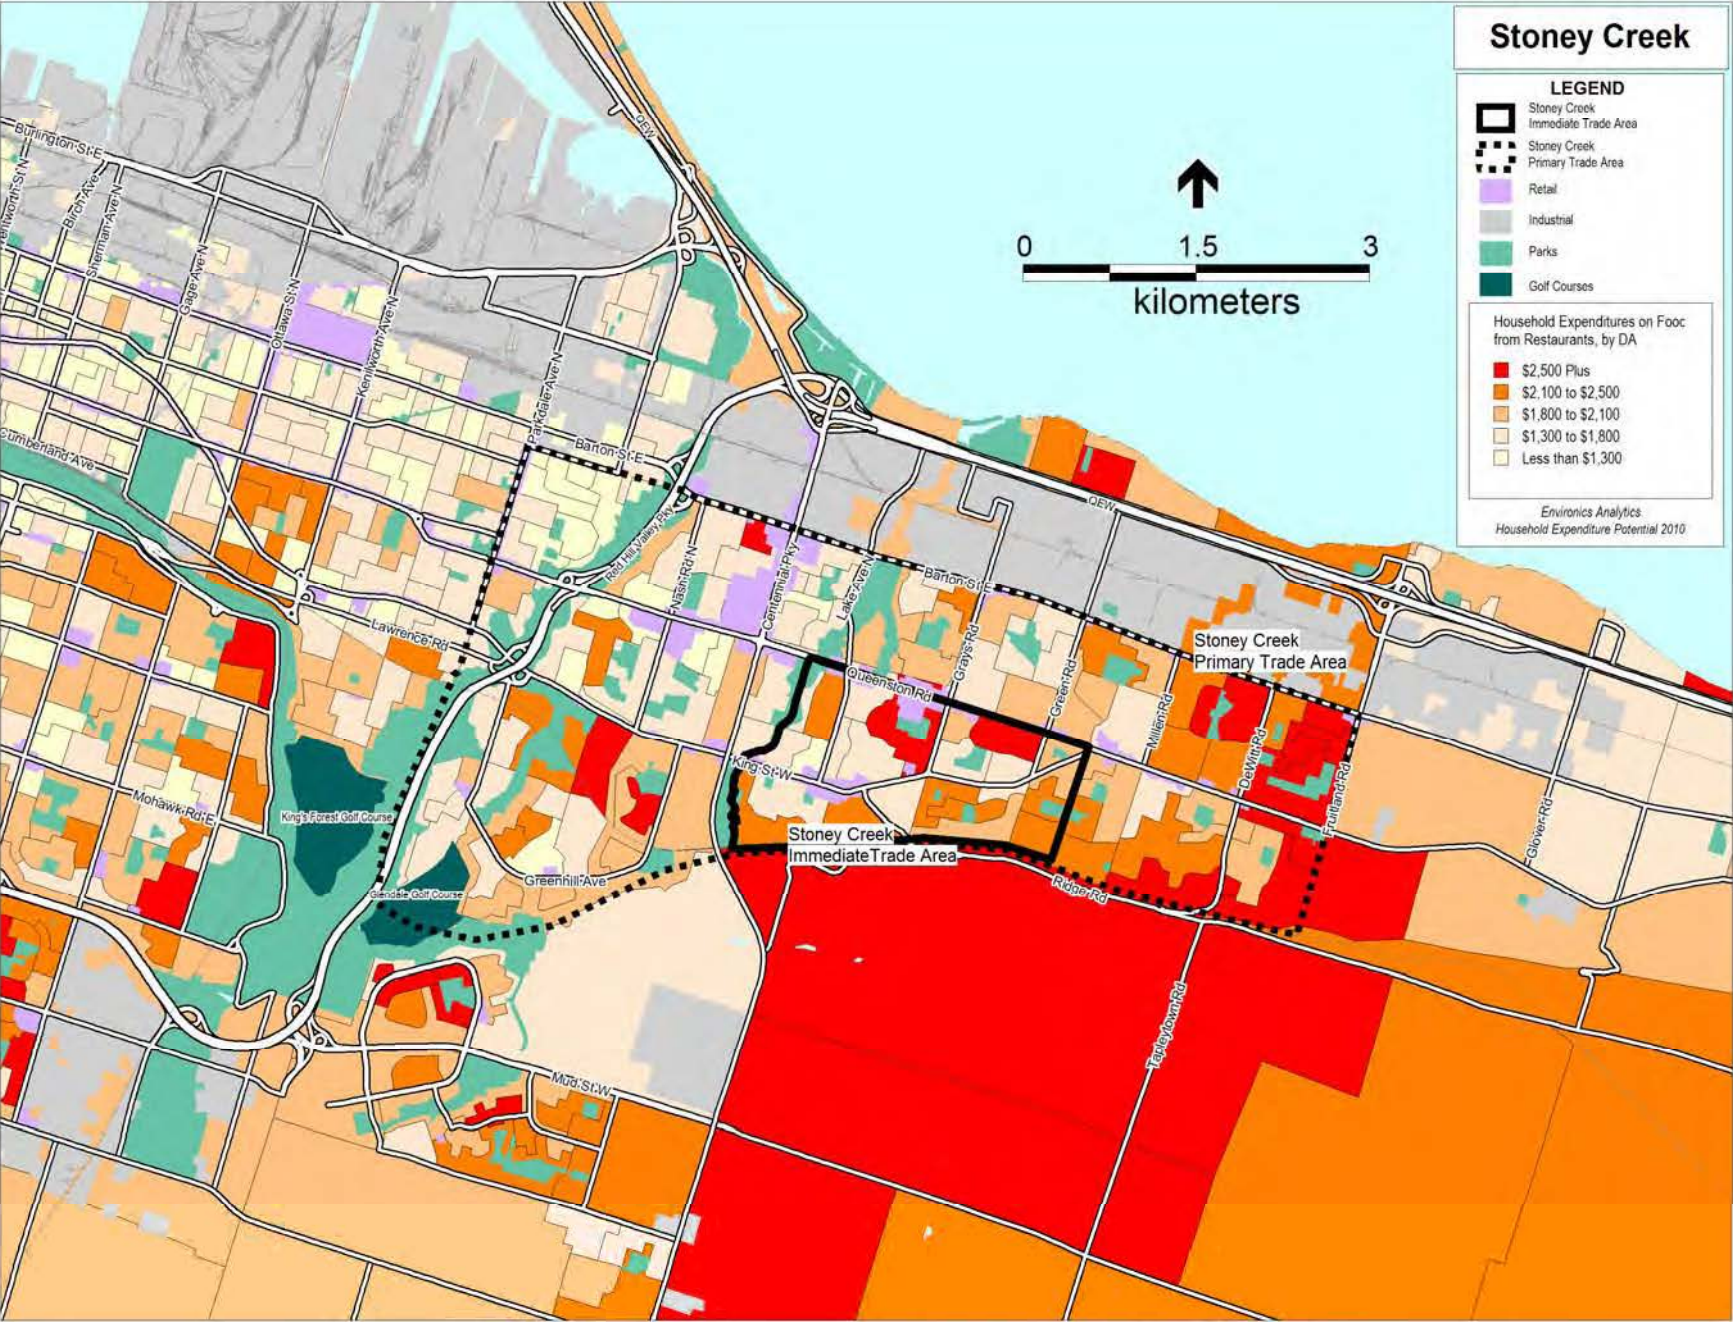 Stoney Creek
LEGEND
Stoney Creek
Immediate Trade Area
Stoney Creek
Primary Trade Area
Retail
Industrial
Parks
Golf Courses
Household Expenditures on Food
from Restaurants, by DA
$2,500 Plus
$2,100 to $2,500
$1,800 to $2,100
$1,300 to $1,800
Less than $1,300
Environics Analytics
Household Expenditure Potential 2010
0 1.5 3
kilometers
QEW
Burlington St E
Birch Ave
Sherman Ave N
Gage Ave N
Ottawa St N
Kenilworth Ave N
Parkdale Ave N
Barton St E
Cumberland Ave
QEW
Red Hill Valley Pky
Nash Rd N
Centennial Pky
Lake Ave N
Barton St E
Lawrence Rd
Grays Rd
Green Rd
Queenston Rd
Stoney Creek
Primary Trade Area
Millen Rd
DeWitt Rd
Fruitland Rd
Glover Rd
King St W
Mohawk Rd E
King's Forest Golf Course
Stoney Creek
Immediate Trade Area
Greenhill Ave
Glendale Golf Course
Ridge Rd
Tapleytown Rd
Mud St W